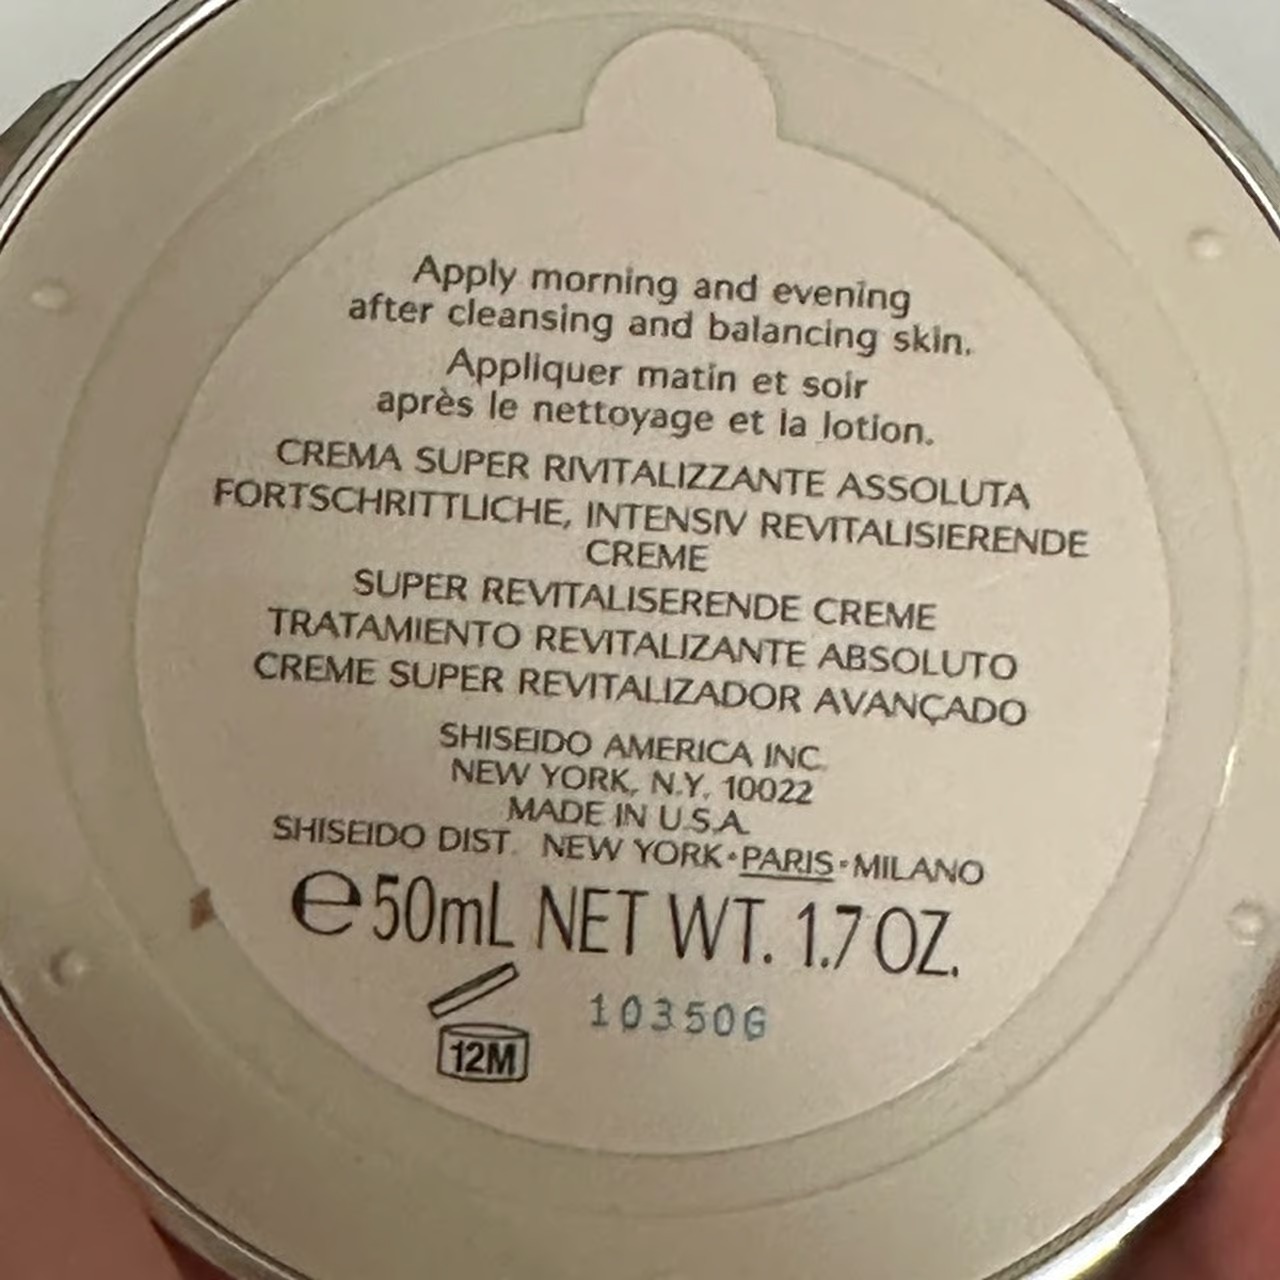 Apply morning and evening
after cleansing and balancing skin.
Appliquer matin et soir
après le nettoyage et la lotion.
CREMA SUPER RIVITALIZZANTE ASSOLUTA
FORTSCHRITTLICHE, INTENSIV REVITALISIERENDE
CREME
SUPER REVITALISERENDE CREME
TRATAMIENTO REVITALIZANTE ABSOLUTO
CREME SUPER REVITALIZADOR AVANÇADO
SHISEIDO AMERICA INC.
NEW YORK, N.Y. 10022
MADE IN U.S.A.
SHISEIDO DIST. NEW YORK•PARIS•MILANO
℮50mL NET WT. 1.7 OZ.
12M
10350G